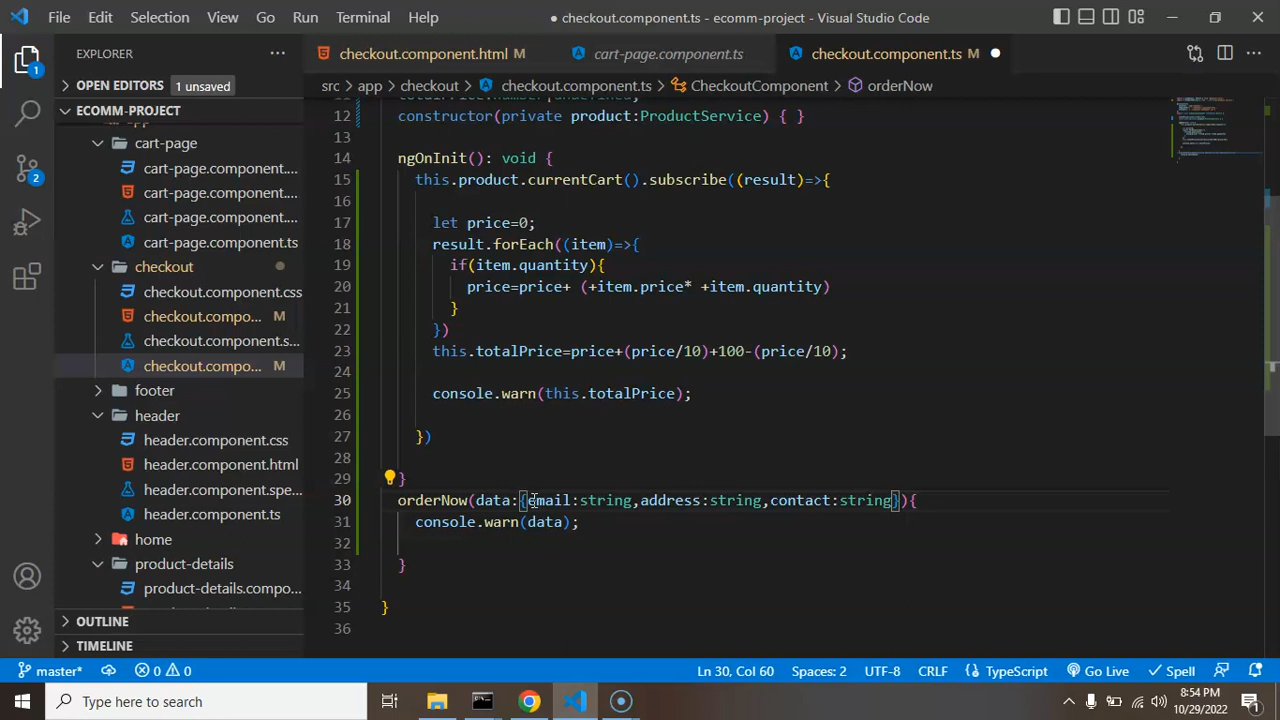 File Edit Selection View Go Run Terminal Help
● checkout.component.ts - ecomm-project - Visual Studio Code
EXPLORER
checkout.component.html M
cart-page.component.ts
checkout.component.ts M
OPEN EDITORS 1 unsaved
src > app > checkout > checkout.component.ts > CheckoutComponent > orderNow
ECOMM-PROJECT
cart-page
cart-page.component....
cart-page.component....
cart-page.component....
cart-page.component.ts
checkout
checkout.component.css
checkout.compo... M
checkout.component.s...
checkout.compo... M
footer
header
header.component.css
header.component.html
header.component.spe...
header.component.ts
home
product-details
product-details.compo...
OUTLINE
TIMELINE
12 constructor(private product:ProductService) { }
13
14 ngOnInit(): void {
15 this.product.currentCart().subscribe((result)=>{
16
17 let price=0;
18 result.forEach((item)=>{
19 if(item.quantity){
20 price=price+ (+item.price* +item.quantity)
21 }
22 })
23 this.totalPrice=price+(price/10)+100-(price/10);
24
25 console.warn(this.totalPrice);
26
27 })
28
29 }
30 orderNow(data:{email:string,address:string,contact:string}){
31 console.warn(data);
32
33 }
34
35 }
36
1
2
master* 0 0 Ln 30, Col 60 Spaces: 2 UTF-8 CRLF TypeScript Go Live Spell
Type here to search
8:54 PM
10/29/2022
1